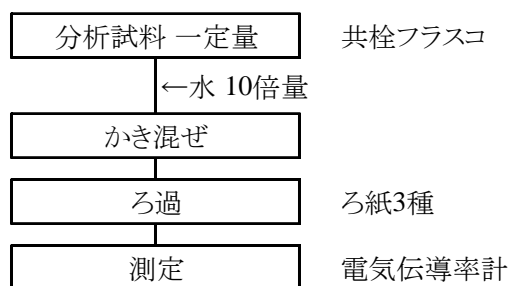 分析試料 一定量 共栓フラスコ
←水 10倍量
かき混ぜ
ろ過 ろ紙3種
測定 電気伝導率計